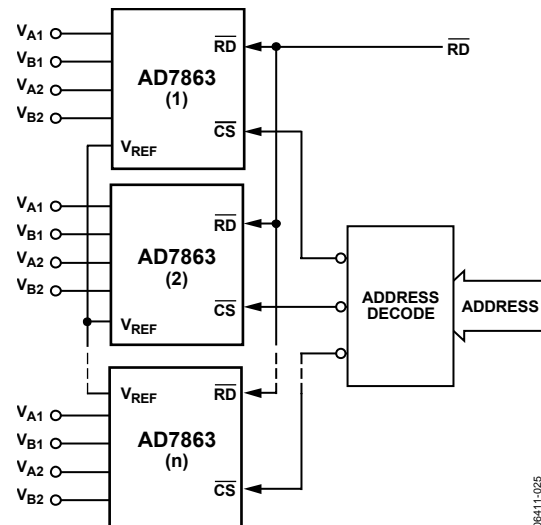 VA1
VB1
VA2
VB2
RD
AD7863
(1)
CS
VREF
RD
VA1
VB1
VA2
VB2
RD
AD7863
(2)
CS
VREF
ADDRESS
DECODE
ADDRESS
VREF
RD
VA1
VB1
VA2
VB2
AD7863
(n)
CS
06411-025